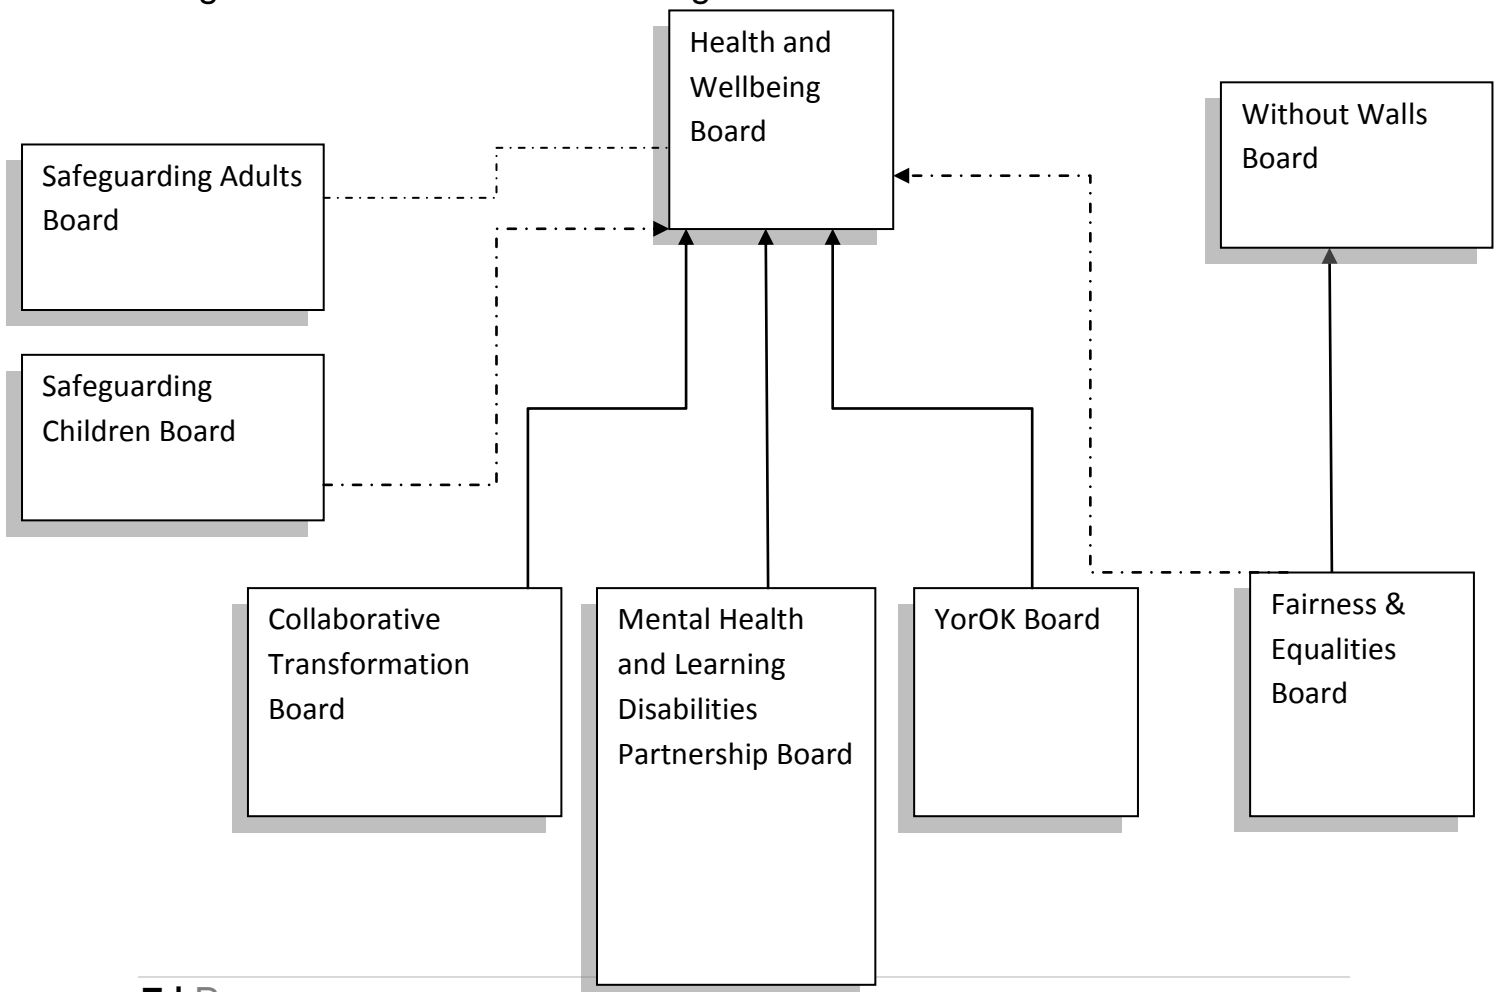 Health and
Wellbeing
Board
Without Walls
Board
Safeguarding Adults
Board
Safeguarding
Children Board
Collaborative
Transformation
Board
Mental Health
and Learning
Disabilities
Partnership Board
YorOK Board
Fairness &
Equalities
Board